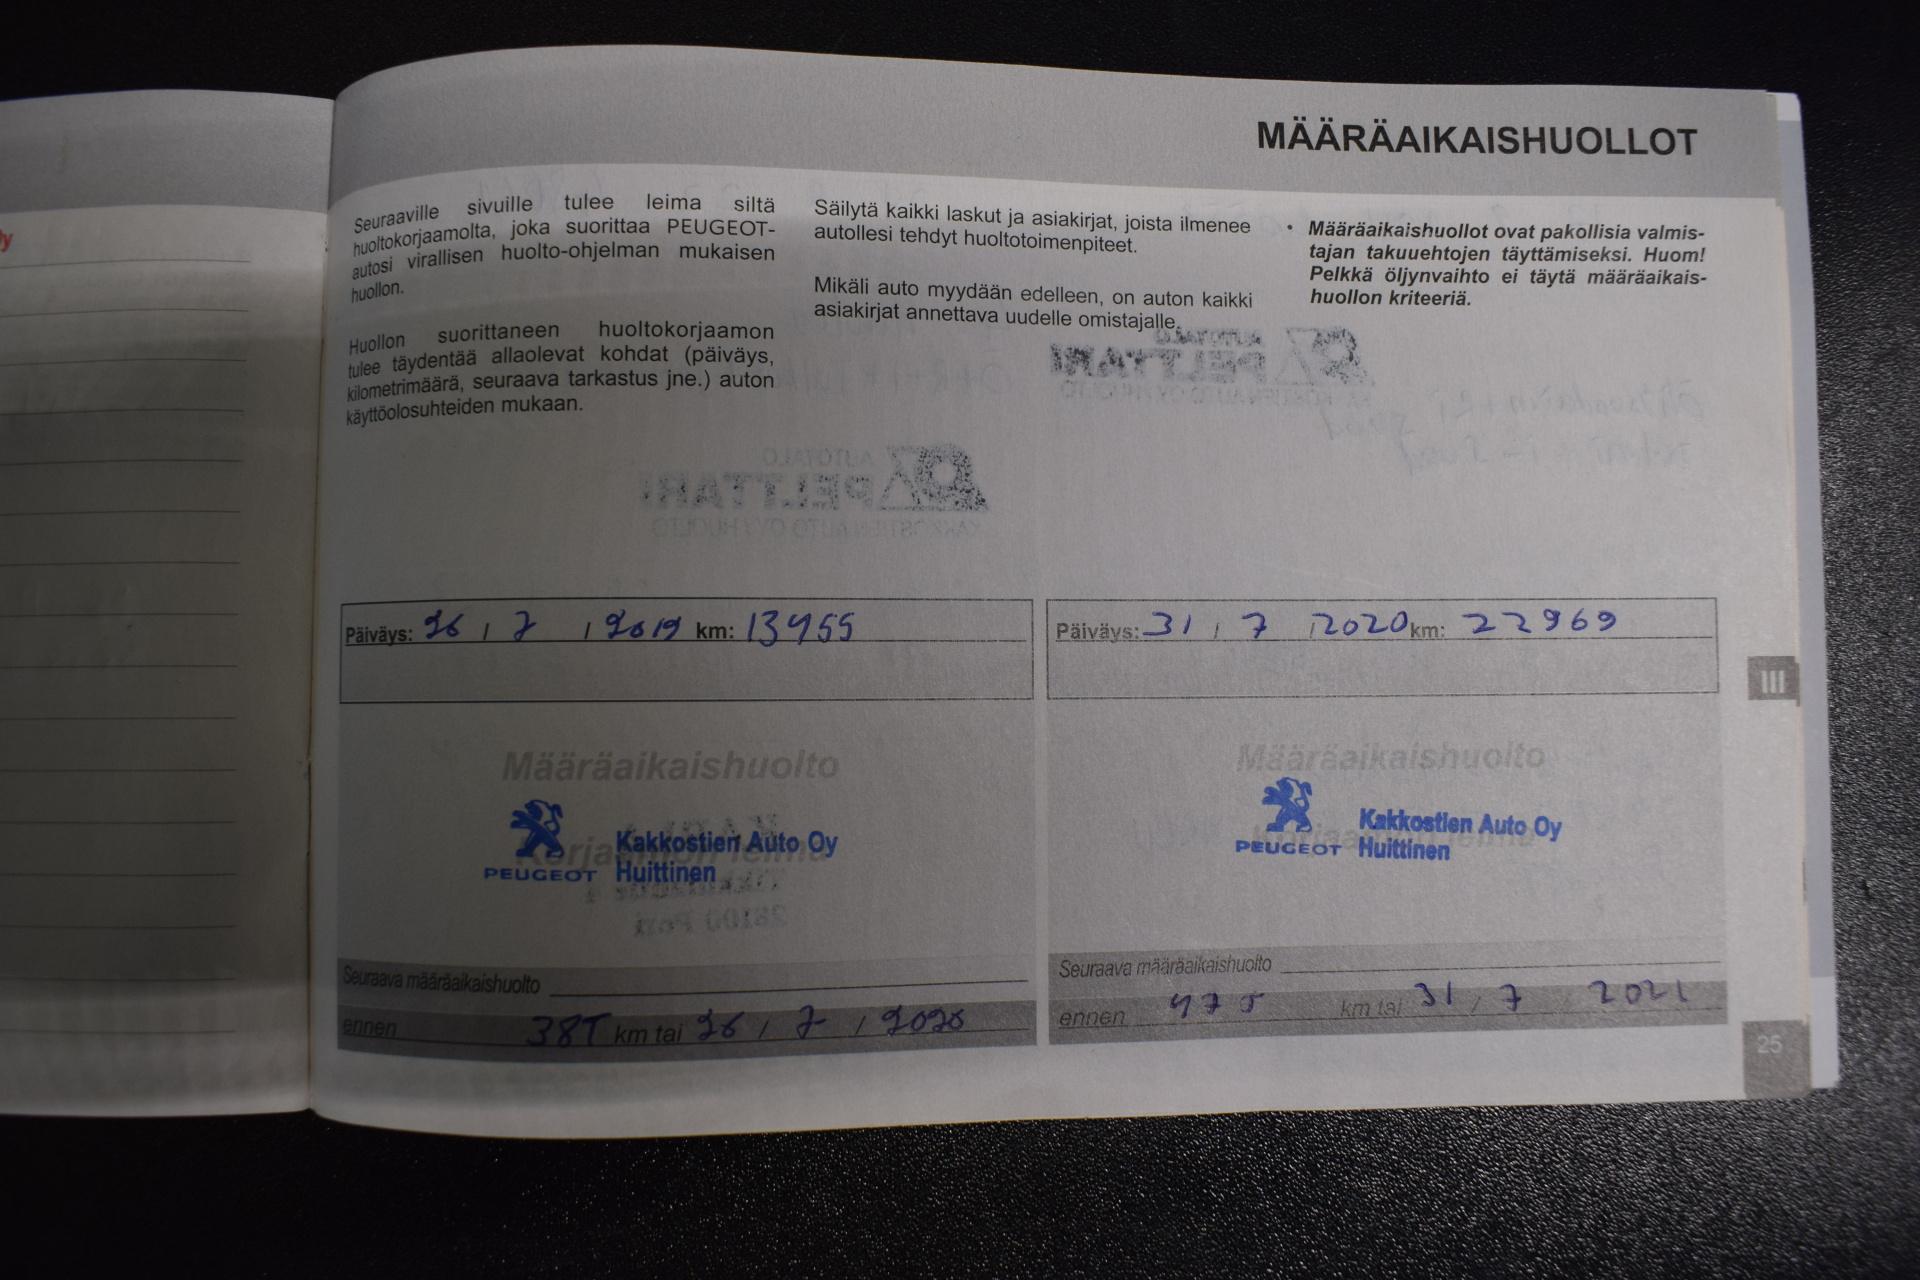 MÄÄRÄAIKAISHUOLLOT
Seuraaville sivuille tulee leima siltä
huoltokorjaamolta, joka suorittaa PEUGEOT-
autosi virallisen huolto-ohjelman mukaisen
huollon.
Huollon suorittaneen huoltokorjaamon
tulee täydentää allaolevat kohdat (päiväys,
kilometrimäärä, seuraava tarkastus jne.) auton
käyttöolosuhteiden mukaan.
Säilytä kaikki laskut ja asiakirjat, joista ilmenee
autollesi tehdyt huoltotoimenpiteet.
Mikäli auto myydään edelleen, on auton kaikki
asiakirjat annettava uudelle omistajalle.
• Määräaikaishuollot ovat pakollisia valmis-
tajan takuuehtojen täyttämiseksi. Huom!
Pelkkä öljynvaihto ei täytä määräaikais-
huollon kriteeriä.
Päiväys: 26 / 7 / 2019 km: 13455
Määräaikaishuolto
Korjaamon leima
PEUGEOT
Kakkostien Auto Oy
Huittinen
Seuraava määräaikaishuolto
ennen 38T km tai 26 / 7 / 2020
Päiväys: 31 / 7 / 2020 km: 22969
Määräaikaishuolto
Korjaamon leima
PEUGEOT
Kakkostien Auto Oy
Huittinen
Seuraava määräaikaishuolto
ennen km tai 31 / 7 / 2021
III
25